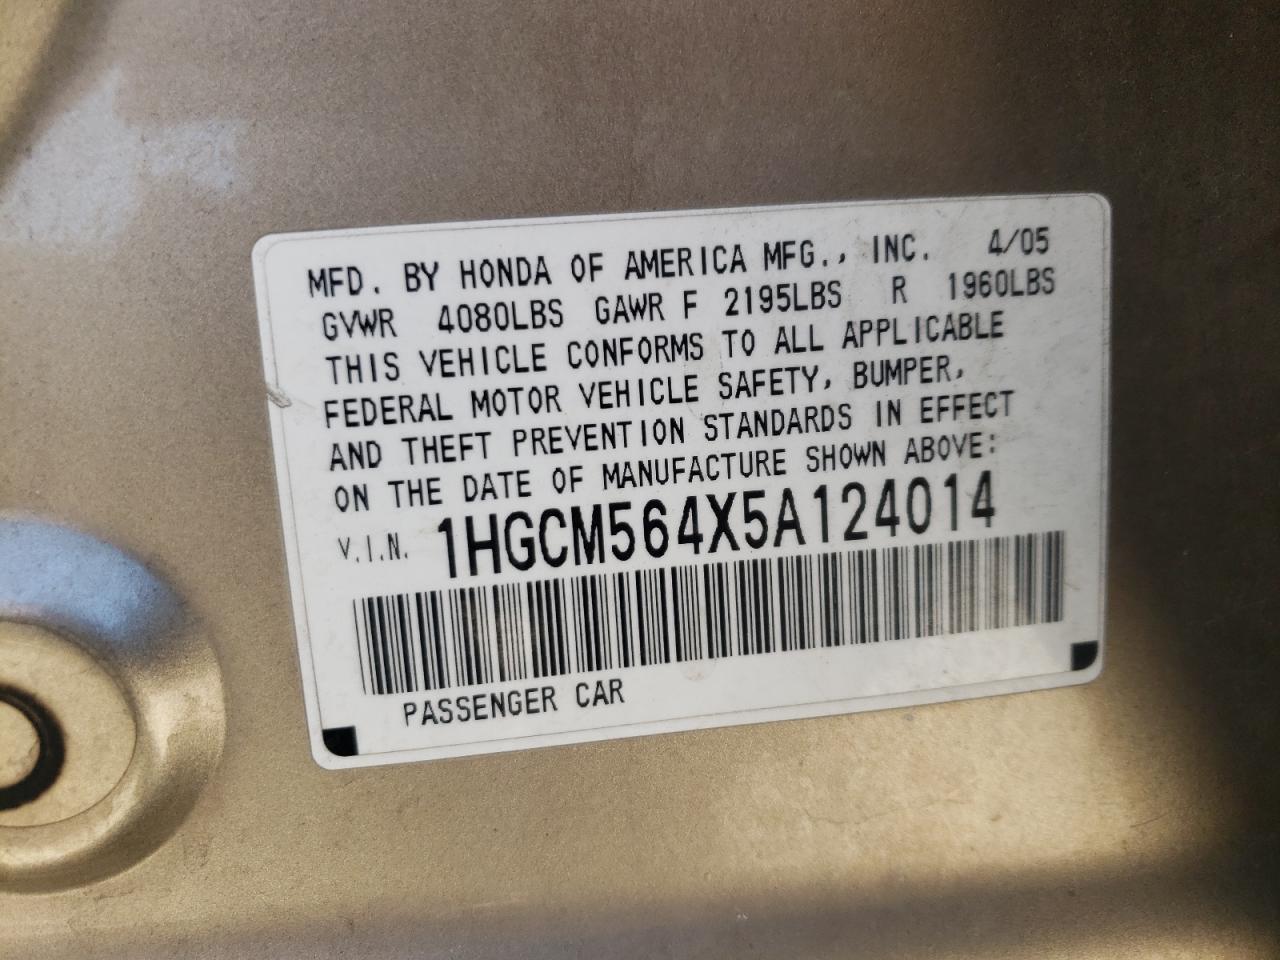 MFD. BY HONDA OF AMERICA MFG., INC. 4/05
GVWR 4080LBS GAWR F 2195LBS R 1960LBS
THIS VEHICLE CONFORMS TO ALL APPLICABLE
FEDERAL MOTOR VEHICLE SAFETY, BUMPER,
AND THEFT PREVENTION STANDARDS IN EFFECT
ON THE DATE OF MANUFACTURE SHOWN ABOVE:
V.I.N. 1HGCM564X5A124014
PASSENGER CAR